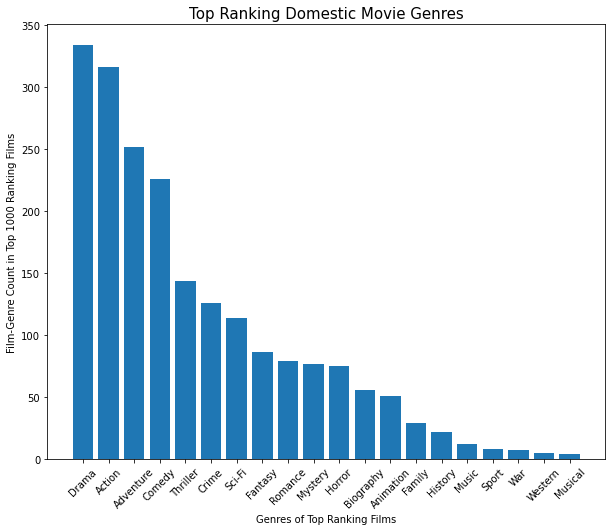 Top Ranking Domestic Movie Genres
Film-Genre Count in Top 1000 Ranking Films
350
300
250
200
150
100
50
0
Drama
Action
Adventure
Comedy
Thriller
Crime
Sci-Fi
Fantasy
Romance
Mystery
Horror
Biography
Animation
Family
History
Music
Sport
War
Western
Musical
Genres of Top Ranking Films